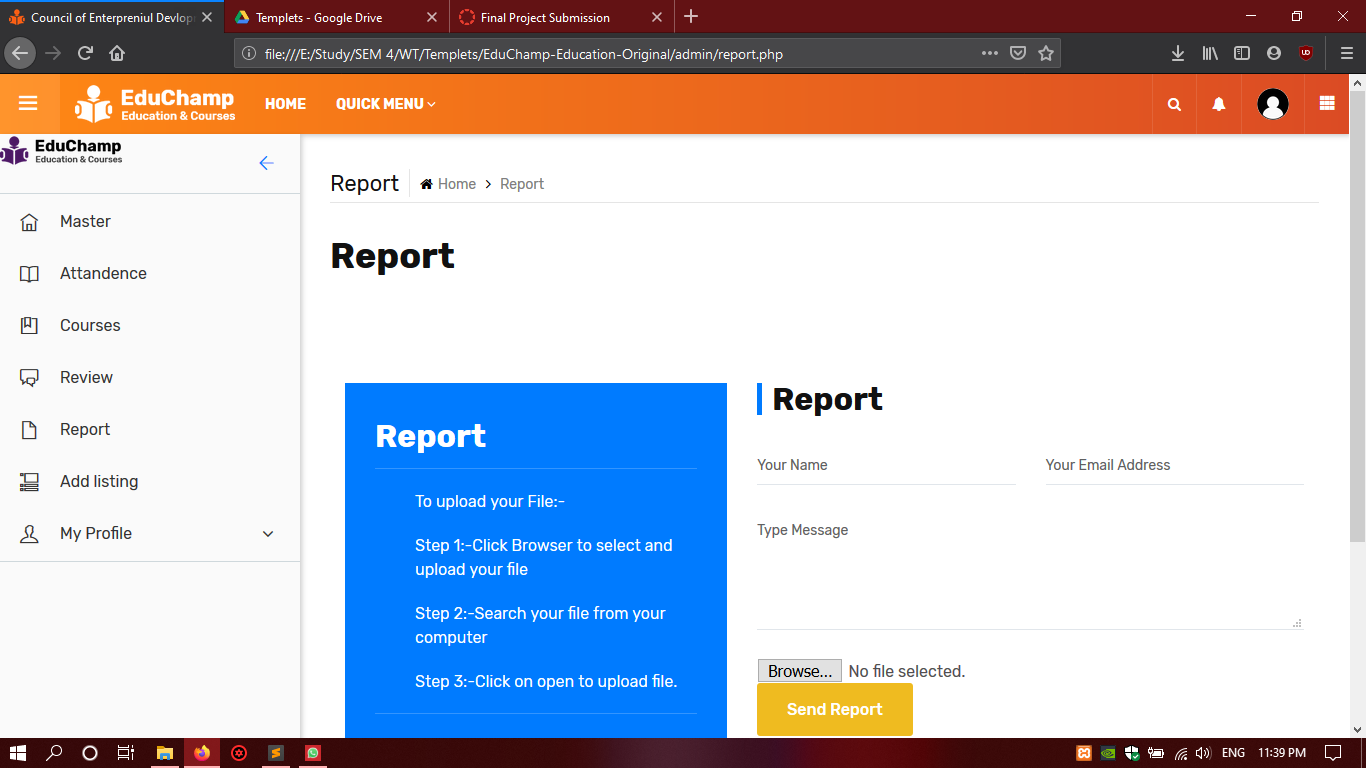 Council of Enterpreniul Devlop
Templets - Google Drive
Final Project Submission
file:///E:/Study/SEM 4/WT/Templets/EduChamp-Education-Original/admin/report.php
EduChamp
Education & Courses
HOME
QUICK MENU
EduChamp
Education & Courses
Report
Home
Report
Master
Attandence
Courses
Review
Report
Add listing
My Profile
Report
Report
To upload your File:-
Step 1:-Click Browser to select and
upload your file
Step 2:-Search your file from your
computer
Step 3:-Click on open to upload file.
Report
Your Name
Your Email Address
Type Message
Browse...
No file selected.
Send Report
ENG
11:39 PM